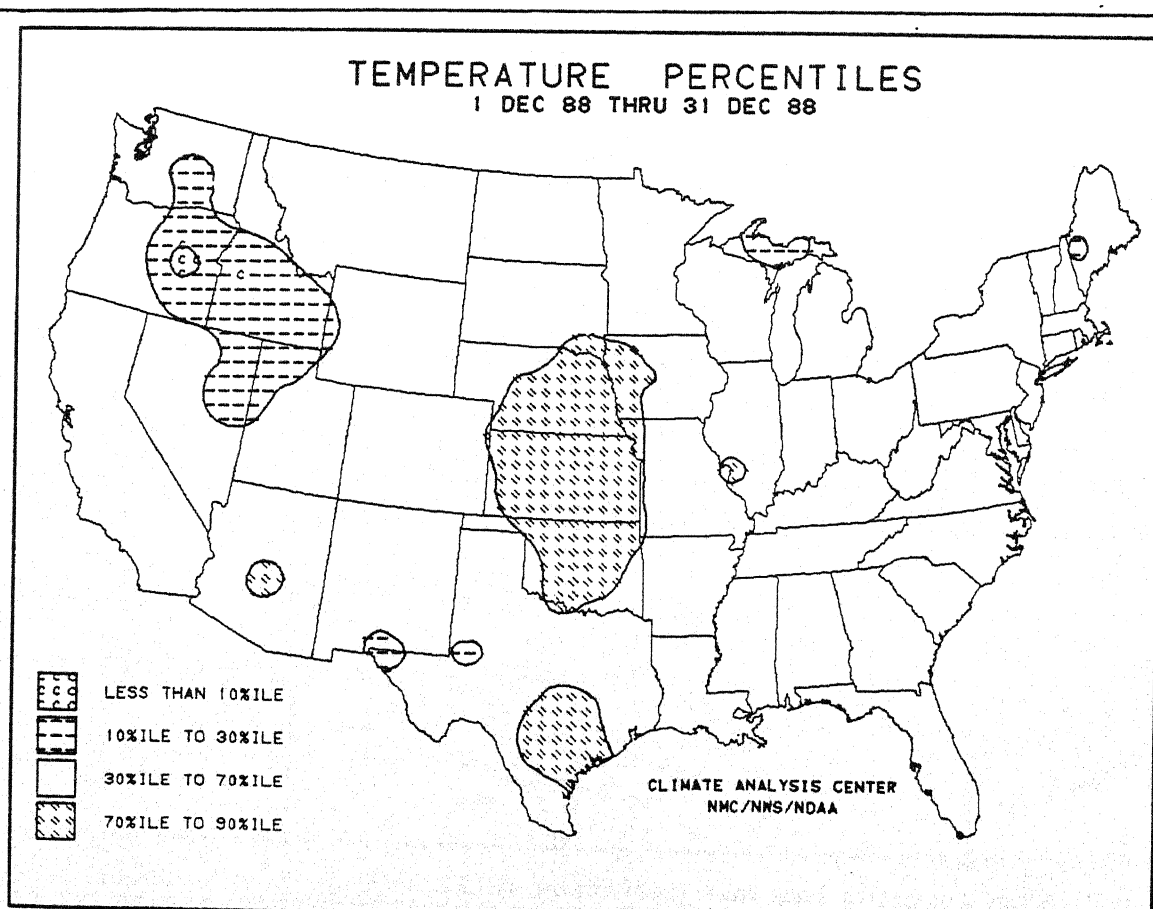 TEMPERATURE PERCENTILES
1 DEC 88 THRU 31 DEC 88
C
C
C LESS THAN 10%ILE
10%ILE TO 30%ILE
30%ILE TO 70%ILE
70%ILE TO 90%ILE
CLIMATE ANALYSIS CENTER
NMC/NWS/NOAA